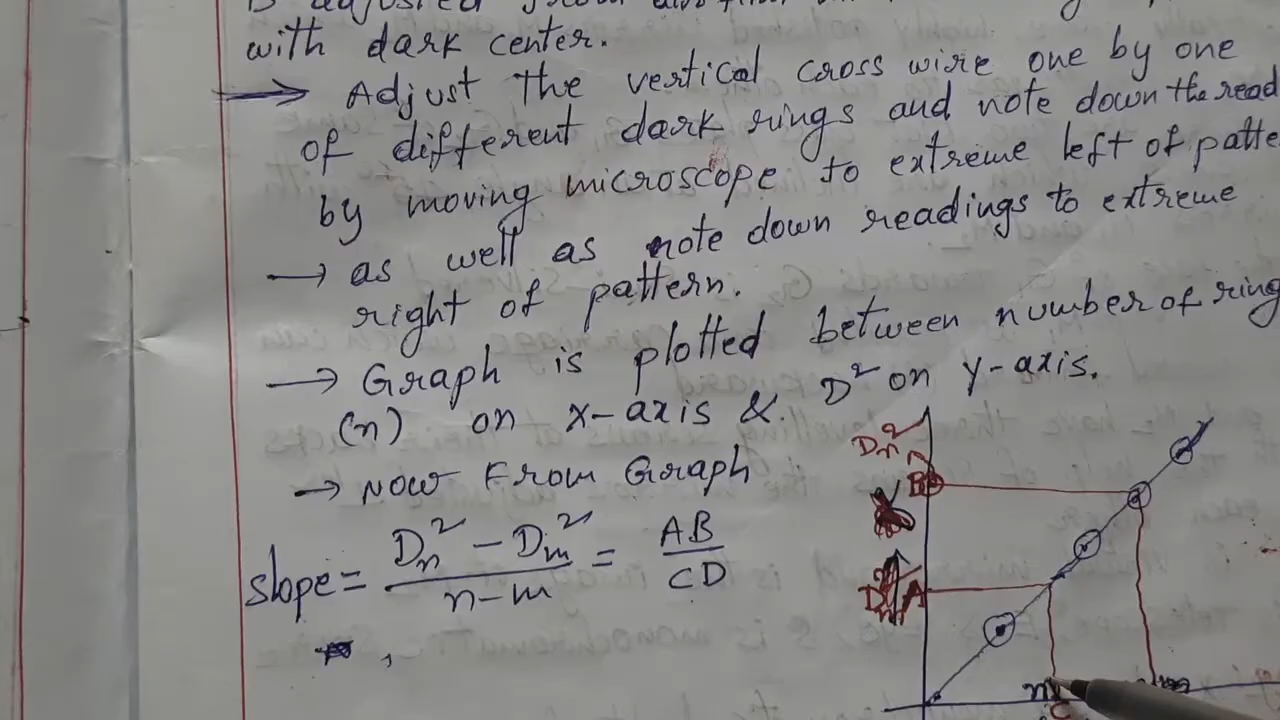 with dark center.
→ Adjust the vertical cross wire one by one
of different dark rings and note down the read
by moving microscope to extreme left of patte
→ as well as note down readings to extreme
right of pattern.
→ Graph is plotted between number of ring
(n) on x-axis & D² on y-axis.
→ Now From Graph
slope = Dn² - Dm² / n-m = AB / CD
Dn²
B
A
m
C